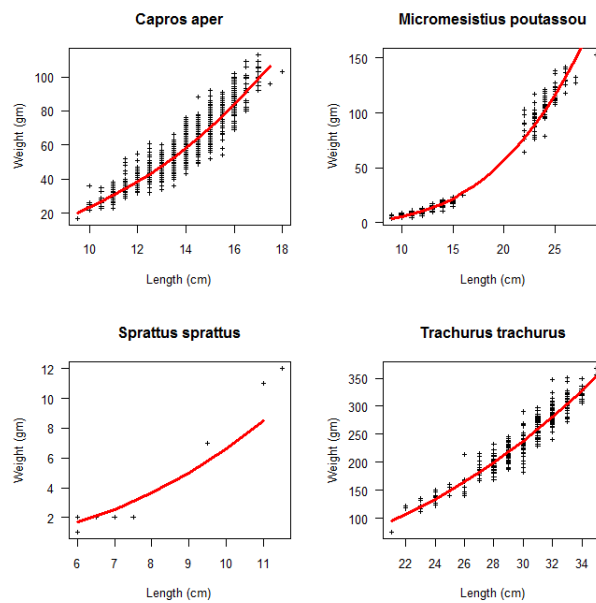 Capros aper
Weight (gm)
100
80
60
40
20
10 12 14 16 18
Length (cm)
Micromesistius poutassou
Weight (gm)
150
100
50
0
10 15 20 25
Length (cm)
Sprattus sprattus
Weight (gm)
12
10
8
6
4
2
6 7 8 9 10 11
Length (cm)
Trachurus trachurus
Weight (gm)
350
300
250
200
150
100
22 24 26 28 30 32 34
Length (cm)